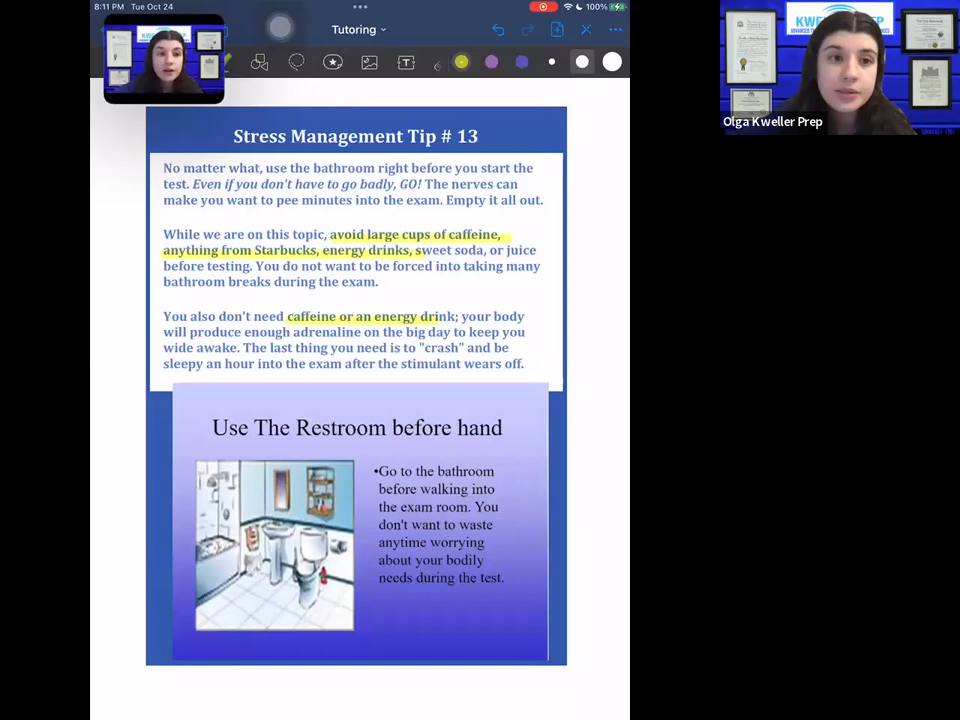 8:11 PM Tue Oct 24
100%
Tutoring
T
KWELLER PREP
Olga Kweller Prep
Stress Management Tip # 13
No matter what, use the bathroom right before you start the
test. Even if you don't have to go badly, GO! The nerves can
make you want to pee minutes into the exam. Empty it all out.
While we are on this topic, avoid large cups of caffeine,
anything from Starbucks, energy drinks, sweet soda, or juice
before testing. You do not want to be forced into taking many
bathroom breaks during the exam.
You also don't need caffeine or an energy drink; your body
will produce enough adrenaline on the big day to keep you
wide awake. The last thing you need is to "crash" and be
sleepy an hour into the exam after the stimulant wears off.
Use The Restroom before hand
•Go to the bathroom
before walking into
the exam room. You
don't want to waste
anytime worrying
about your bodily
needs during the test.